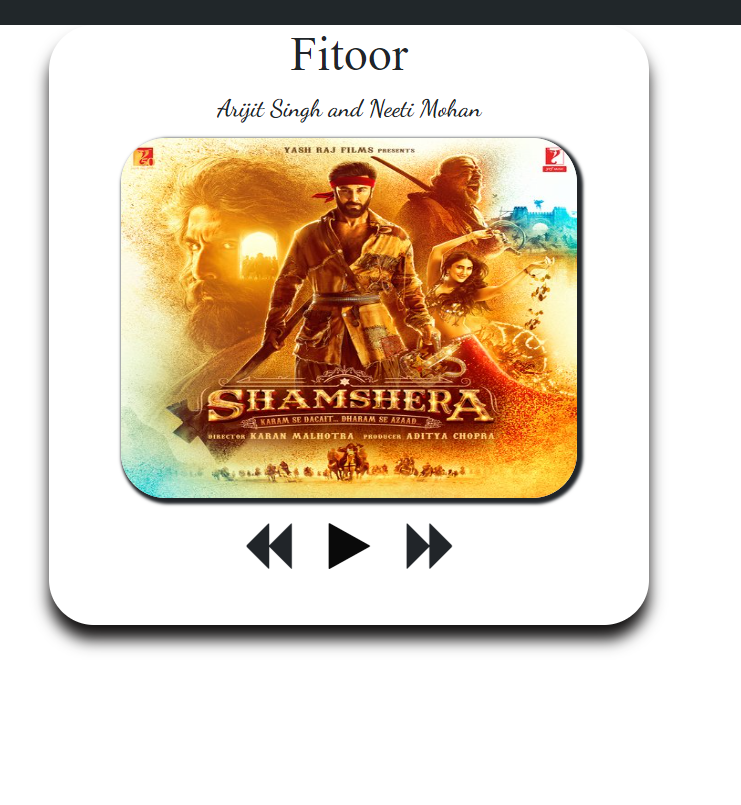 Fitoor
Arijit Singh and Neeti Mohan
YASH RAJ FILMS PRESENTS
50
SHAMSHERA
KARAM SE DACAIT... DHARAM SE AZAAD...
DIRECTOR KARAN MALHOTRA PRODUCER ADITYA CHOPRA